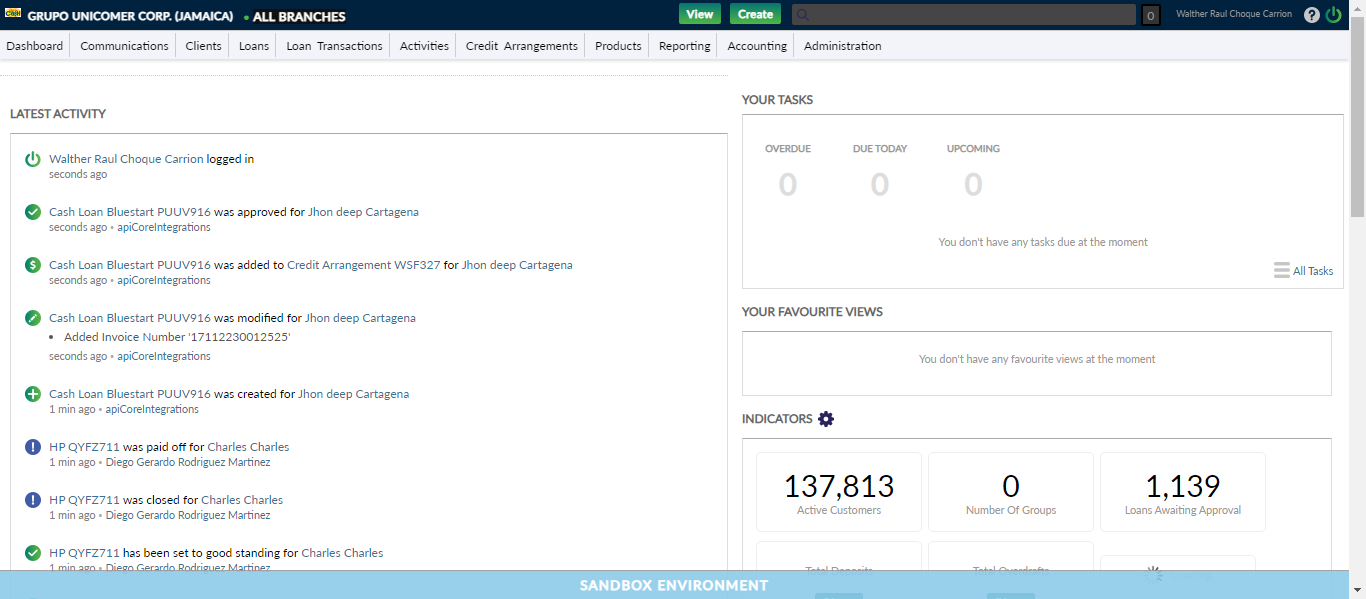 GRUPO UNICOMER CORP. (JAMAICA) • ALL BRANCHES View Create 0 Walther Raul Choque Carrion ?
Dashboard Communications Clients Loans Loan Transactions Activities Credit Arrangements Products Reporting Accounting Administration
LATEST ACTIVITY
Walther Raul Choque Carrion logged in
seconds ago
Cash Loan Bluestart PUUV916 was approved for Jhon deep Cartagena
seconds ago • apiCoreIntegrations
Cash Loan Bluestart PUUV916 was added to Credit Arrangement WSF327 for Jhon deep Cartagena
seconds ago • apiCoreIntegrations
Cash Loan Bluestart PUUV916 was modified for Jhon deep Cartagena
• Added Invoice Number '17112230012525'
seconds ago • apiCoreIntegrations
Cash Loan Bluestart PUUV916 was created for Jhon deep Cartagena
1 min ago • apiCoreIntegrations
HP QYFZ711 was paid off for Charles Charles
1 min ago • Diego Gerardo Rodriguez Martinez
HP QYFZ711 was closed for Charles Charles
1 min ago • Diego Gerardo Rodriguez Martinez
HP QYFZ711 has been set to good standing for Charles Charles
1 min ago • Diego Gerardo Rodriguez Martinez
YOUR TASKS
OVERDUE DUE TODAY UPCOMING
0 0 0
You don't have any tasks due at the moment
All Tasks
YOUR FAVOURITE VIEWS
You don't have any favourite views at the moment
INDICATORS
137,813 0 1,139
Active Customers Number Of Groups Loans Awaiting Approval
Total Deposits Total Overdrafts
SANDBOX ENVIRONMENT